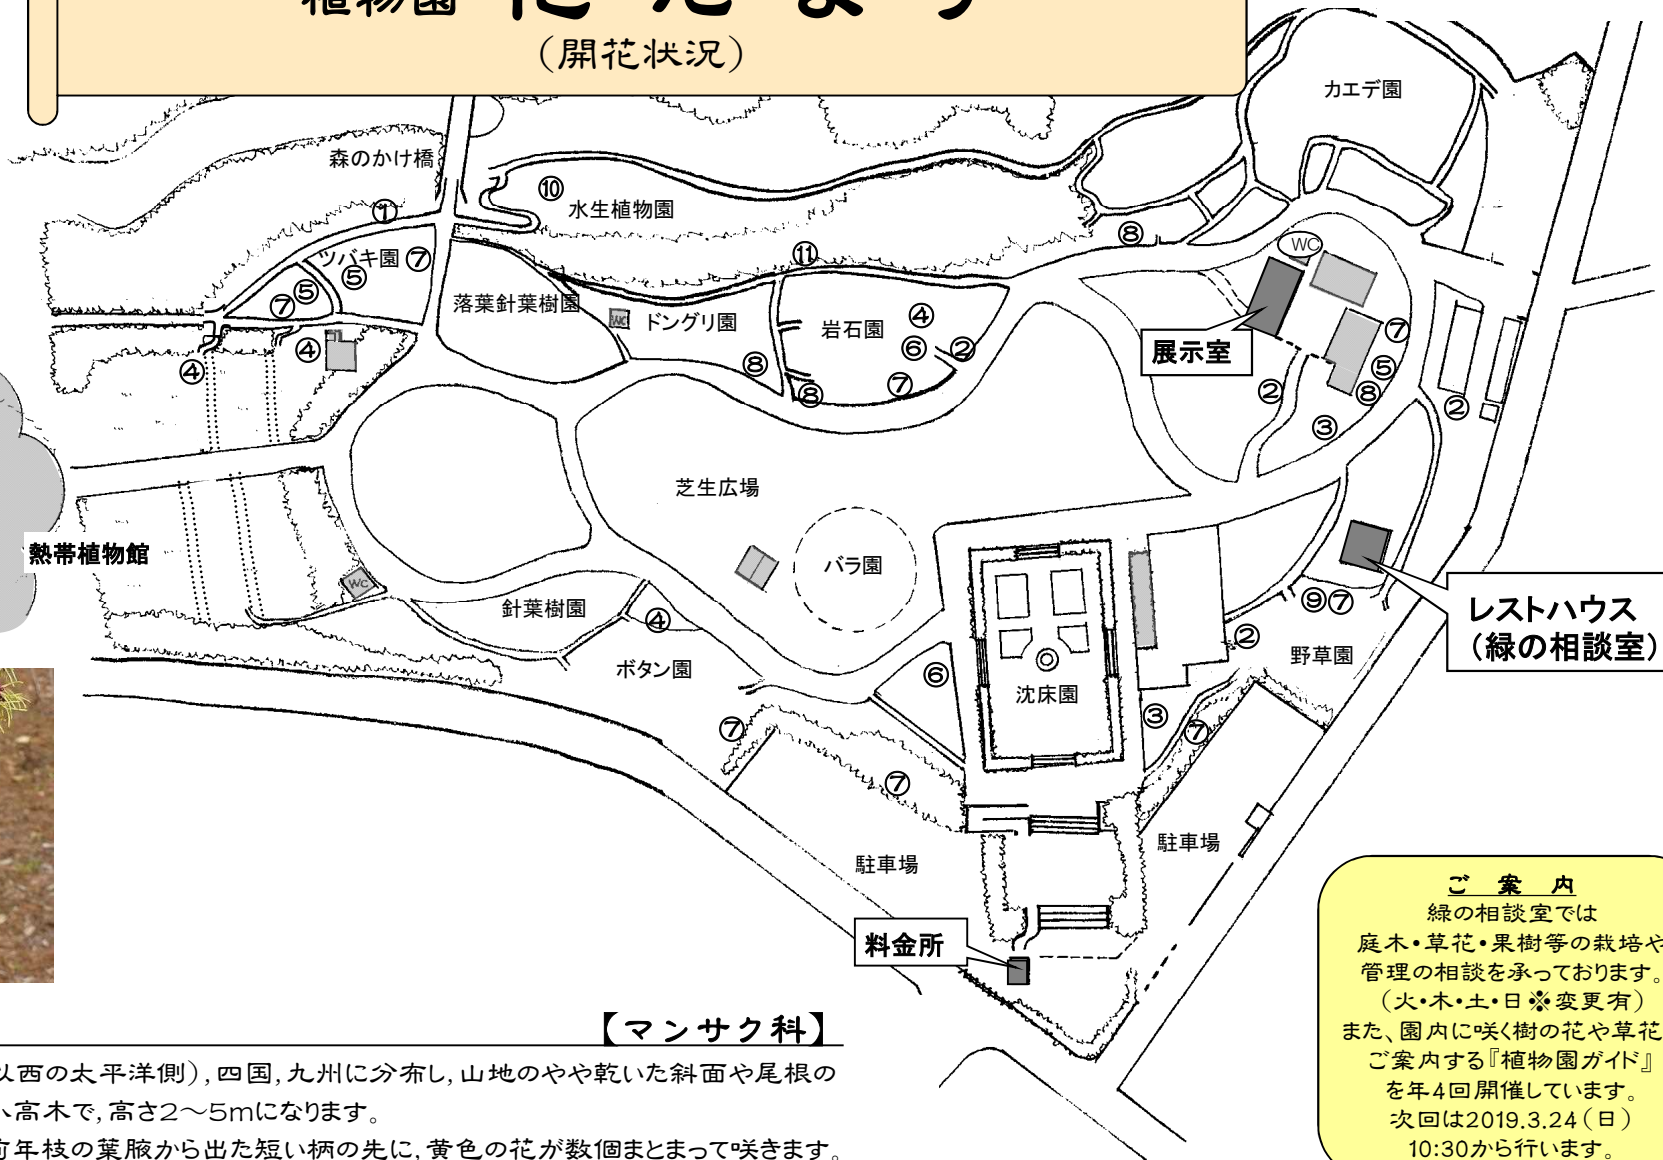 植物園 花だより
(開花状況)
カエデ園
森のかけ橋
⑩
水生植物園
①
⑧
WC
ツバキ園
⑦
⑤
⑪
⑤
⑦
落葉針葉樹園
WC
ドングリ園
岩石園
④
⑥
②
④
④
⑧
⑧
⑦
展示室
⑦
⑤
⑧
②
②
③
芝生広場
熱帯植物館
バラ園
WC
針葉樹園
④
⑨⑦
レストハウス
(緑の相談室)
②
野草園
ボタン園
⑥
沈床園
③
⑦
⑦
⑦
駐車場
駐車場
料金所
ご 案 内
緑の相談室では
庭木・草花・果樹等の栽培や
管理の相談を承っております。
(火・木・土・日※変更有)
また、園内に咲く樹の花や草花
ご案内する『植物園ガイド』
を年4回開催しています。
次回は2019.3.24(日)
10:30から行います。
【マンサク科】
以西の太平洋側),四国,九州に分布し,山地のやや乾いた斜面や尾根の
小高木で,高さ2~5mになります。
前年枝の葉腋から出た短い柄の先に,黄色の花が数個まとまって咲きます。